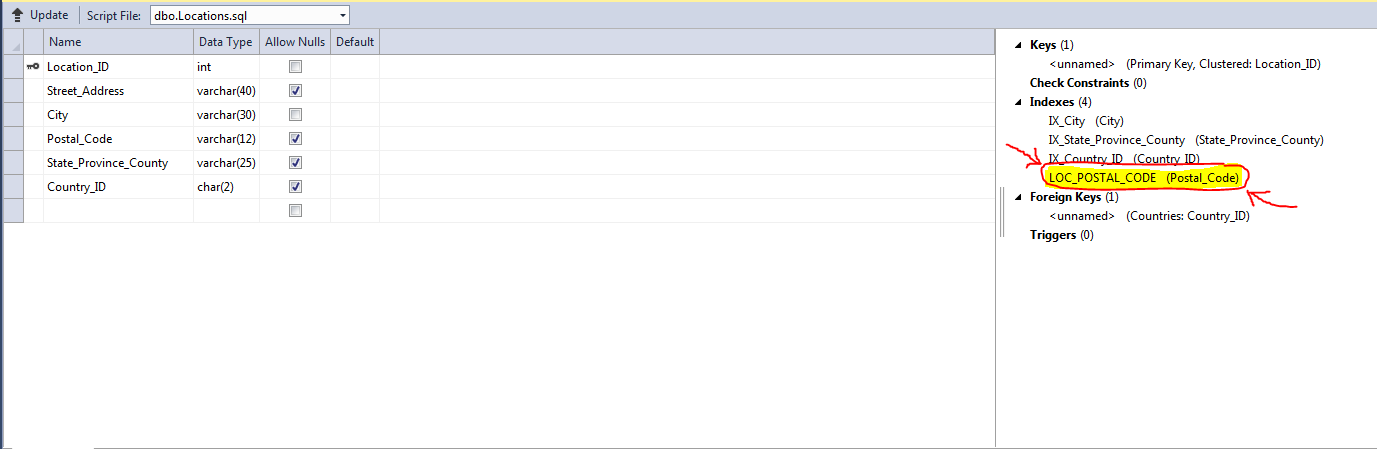 Update Script File: dbo.Locations.sql
Name Data Type Allow Nulls Default
Location_ID int
Street_Address varchar(40)
City varchar(30)
Postal_Code varchar(12)
State_Province_County varchar(25)
Country_ID char(2)
Keys (1)
<unnamed> (Primary Key, Clustered: Location_ID)
Check Constraints (0)
Indexes (4)
IX_City (City)
IX_State_Province_County (State_Province_County)
IX_Country_ID (Country_ID)
LOC_POSTAL_CODE (Postal_Code)
Foreign Keys (1)
<unnamed> (Countries: Country_ID)
Triggers (0)